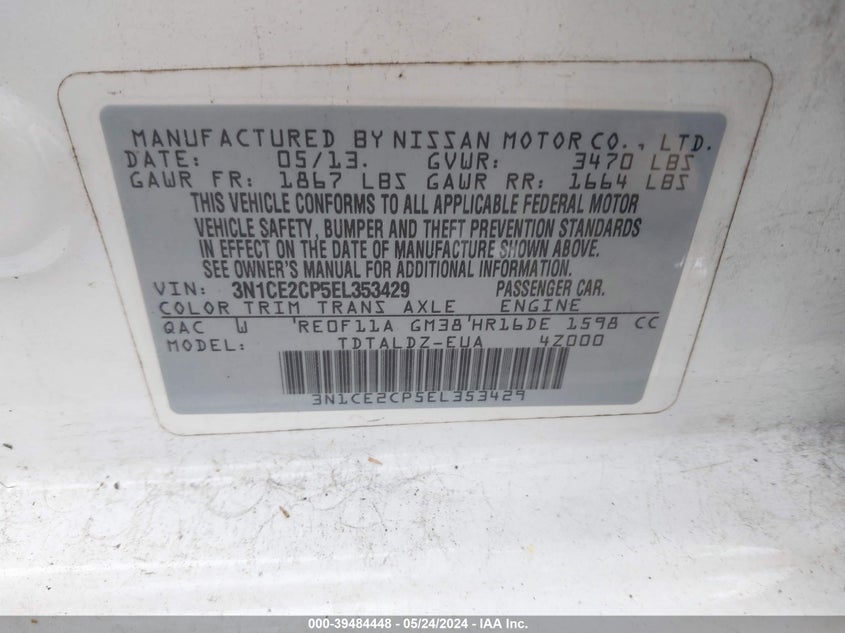 MANUFACTURED BY NISSAN MOTOR CO., LTD.
DATE: 05/13. GVWR: 3470 LBS
GAWR FR: 1867 LBS GAWR RR: 1664 LBS
THIS VEHICLE CONFORMS TO ALL APPLICABLE FEDERAL MOTOR
VEHICLE SAFETY, BUMPER AND THEFT PREVENTION STANDARDS
IN EFFECT ON THE DATE OF MANUFACTURE SHOWN ABOVE.
SEE OWNER'S MANUAL FOR ADDITIONAL INFORMATION.
VIN: 3N1CE2CP5EL353429 PASSENGER CAR.
COLOR TRIM TRANS AXLE ENGINE
QAC W 'RE0F11A GM38'HR16DE 1598 CC
MODEL: TDTALDZ-EUA 4Z000
3N1CE2CP5EL353429
000-39484448 - 05/24/2024 - IAA Inc.